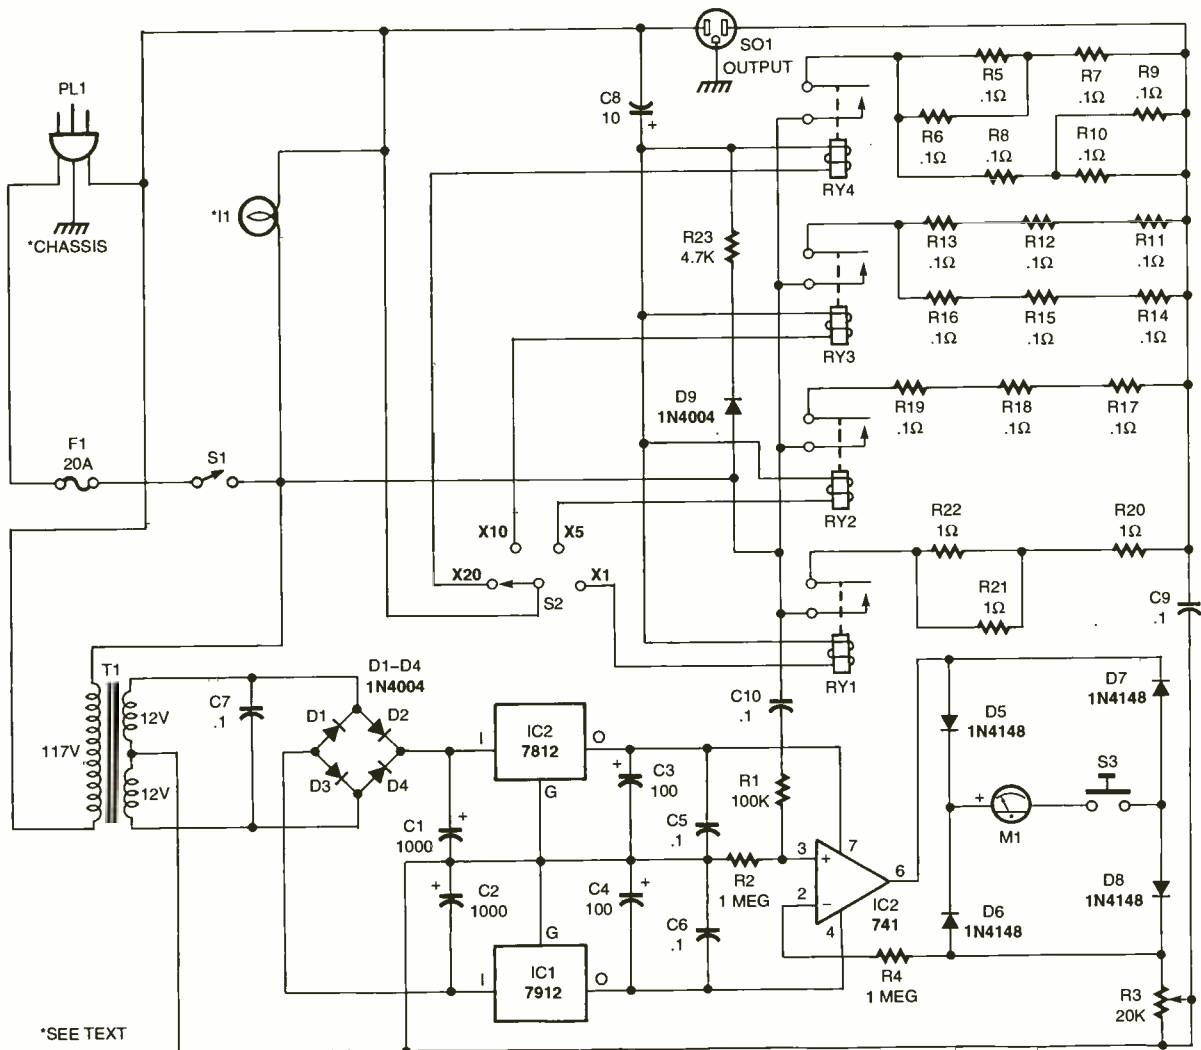 PL1
*CHASSIS
*I1
F1
20A
S1
SO1
OUTPUT
C8
10
+
R23
4.7K
D9
1N4004
RY4
R5
.1Ω
R7
.1Ω
R9
.1Ω
R6
.1Ω
R8
.1Ω
R10
.1Ω
RY3
R13
.1Ω
R12
.1Ω
R11
.1Ω
R16
.1Ω
R15
.1Ω
R14
.1Ω
RY2
R19
.1Ω
R18
.1Ω
R17
.1Ω
X10
X5
X20
X1
S2
RY1
R22
1Ω
R20
1Ω
R21
1Ω
C9
.1
T1
117V
12V
12V
C7
.1
D1–D4
1N4004
D1
D2
D3
D4
I
IC2
7812
O
G
C1
1000
+
C2
1000
+
C3
100
+
C4
100
+
C5
.1
C6
.1
G
I
IC1
7912
O
C10
.1
R1
100K
R2
1 MEG
3
+
2
−
7
6
4
IC2
741
R4
1 MEG
D5
1N4148
D7
1N4148
+
M1
S3
D6
1N4148
D8
1N4148
R3
20K
*SEE TEXT